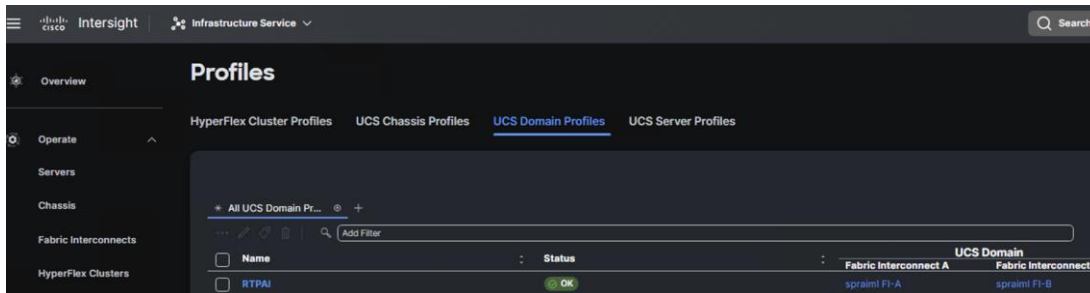 cisco Intersight Infrastructure Service Search
Profiles
Overview
HyperFlex Cluster Profiles UCS Chassis Profiles UCS Domain Profiles UCS Server Profiles
Operate
Servers
Chassis
All UCS Domain Pr...
Fabric Interconnects
Add Filter
Name Status UCS Domain
Fabric Interconnect A Fabric Interconnect
HyperFlex Clusters
RTPAI OK spraiml FI-A spraiml FI-B